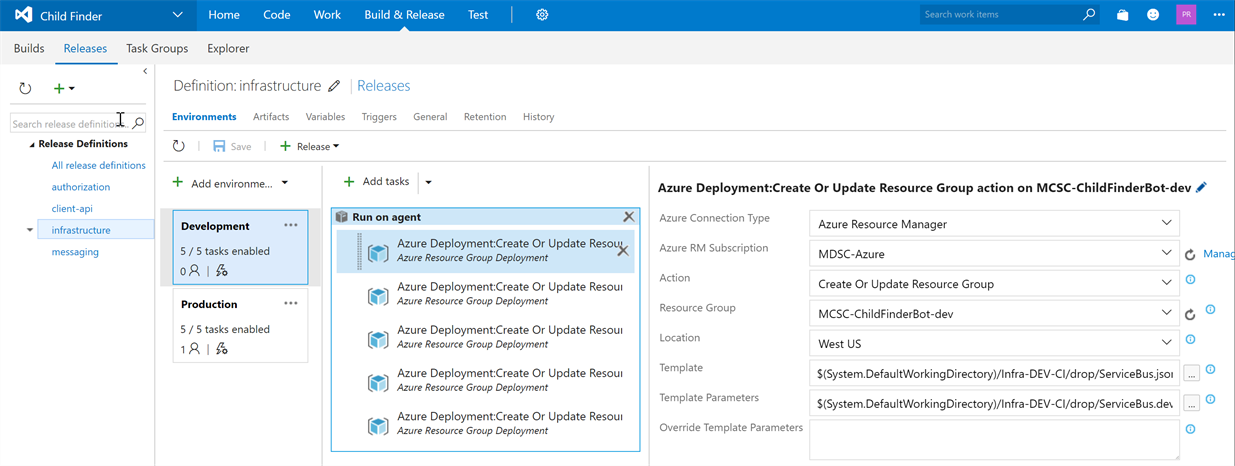 Child Finder
Home
Code
Work
Build & Release
Test
Search work items
PR
Builds
Releases
Task Groups
Explorer
Search release definition...
Release Definitions
All release definitions
authorization
client-api
infrastructure
messaging
Definition: infrastructure
Releases
Environments
Artifacts
Variables
Triggers
General
Retention
History
Save
Release
Add environme...
Development
5 / 5 tasks enabled
0
Production
5 / 5 tasks enabled
1
Add tasks
Run on agent
Azure Deployment:Create Or Update Resou
Azure Resource Group Deployment
Azure Deployment:Create Or Update Resour
Azure Resource Group Deployment
Azure Deployment:Create Or Update Resour
Azure Resource Group Deployment
Azure Deployment:Create Or Update Resour
Azure Resource Group Deployment
Azure Deployment:Create Or Update Resour
Azure Resource Group Deployment
Azure Deployment:Create Or Update Resource Group action on MCSC-ChildFinderBot-dev
Azure Connection Type
Azure Resource Manager
Azure RM Subscription
MDSC-Azure
Manag
Action
Create Or Update Resource Group
Resource Group
MCSC-ChildFinderBot-dev
Location
West US
Template
$(System.DefaultWorkingDirectory)/Infra-DEV-CI/drop/ServiceBus.json
...
Template Parameters
$(System.DefaultWorkingDirectory)/Infra-DEV-CI/drop/ServiceBus.dev
...
Override Template Parameters